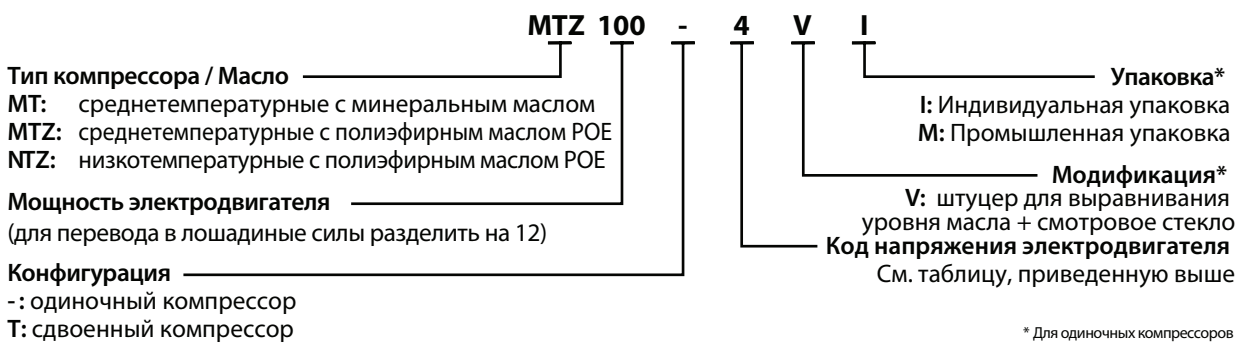 MTZ 100 - 4 V I
Тип компрессора / Масло
MT: среднетемпературные с минеральным маслом
MTZ: среднетемпературные с полиэфирным маслом POE
NTZ: низкотемпературные с полиэфирным маслом POE
Мощность электродвигателя
(для перевода в лошадиные силы разделить на 12)
Конфигурация
- : одиночный компрессор
T: сдвоенный компрессор
Упаковка*
I: Индивидуальная упаковка
M: Промышленная упаковка
Модификация*
V: штуцер для выравнивания
уровня масла + смотровое стекло
Код напряжения электродвигателя
См. таблицу, приведенную выше
* Для одиночных компрессоров